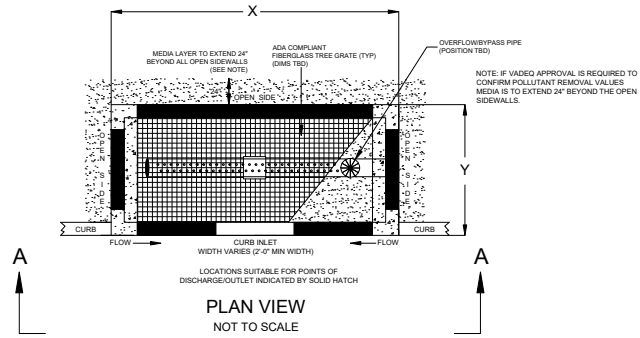 X
MEDIA LAYER TO EXTEND 24"
BEYOND ALL OPEN SIDEWALLS
(SEE NOTE)
ADA COMPLIANT
FIBERGLASS TREE GRATE (TYP)
(DIMS TBD)
OVERFLOW/BYPASS PIPE
(POSITION TBD)
NOTE: IF VADEQ APPROVAL IS REQUIRED TO
CONFIRM POLLUTANT REMOVAL VALUES
MEDIA IS TO EXTEND 24" BEYOND THE OPEN
SIDEWALLS.
24"
OPEN SIDE
OPEN SIDE
OPEN SIDE
Y
CURB
CURB
FLOW
CURB INLET
WIDTH VARIES (2'-0" MIN WIDTH)
FLOW
A
A
LOCATIONS SUITABLE FOR POINTS OF
DISCHARGE/OUTLET INDICATED BY SOLID HATCH
PLAN VIEW
NOT TO SCALE